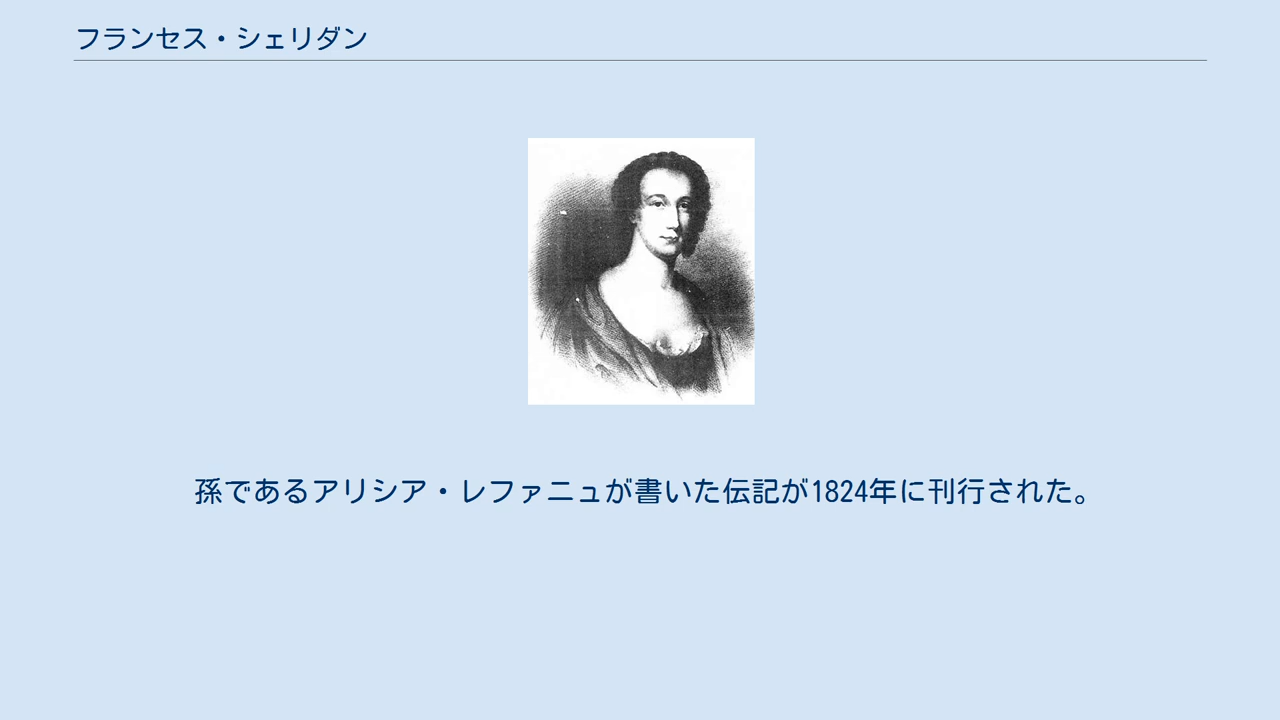 フランセス・シェリダン
孫であるアリシア・レファニュが書いた伝記が1824年に刊行された。